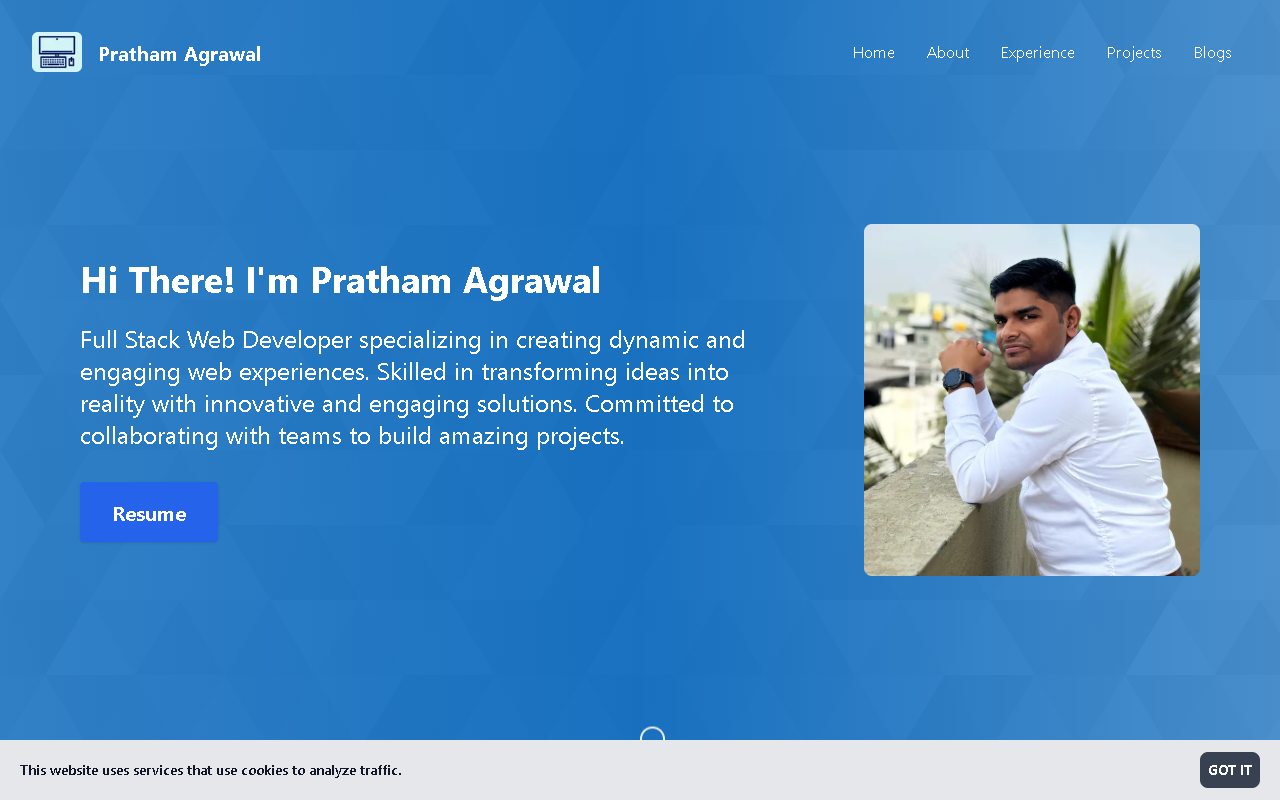 Pratham Agrawal
Home
About
Experience
Projects
Blogs
Hi There! I'm Pratham Agrawal
Full Stack Web Developer specializing in creating dynamic and
engaging web experiences. Skilled in transforming ideas into
reality with innovative and engaging solutions. Committed to
collaborating with teams to build amazing projects.
Resume
This website uses services that use cookies to analyze traffic.
GOT IT